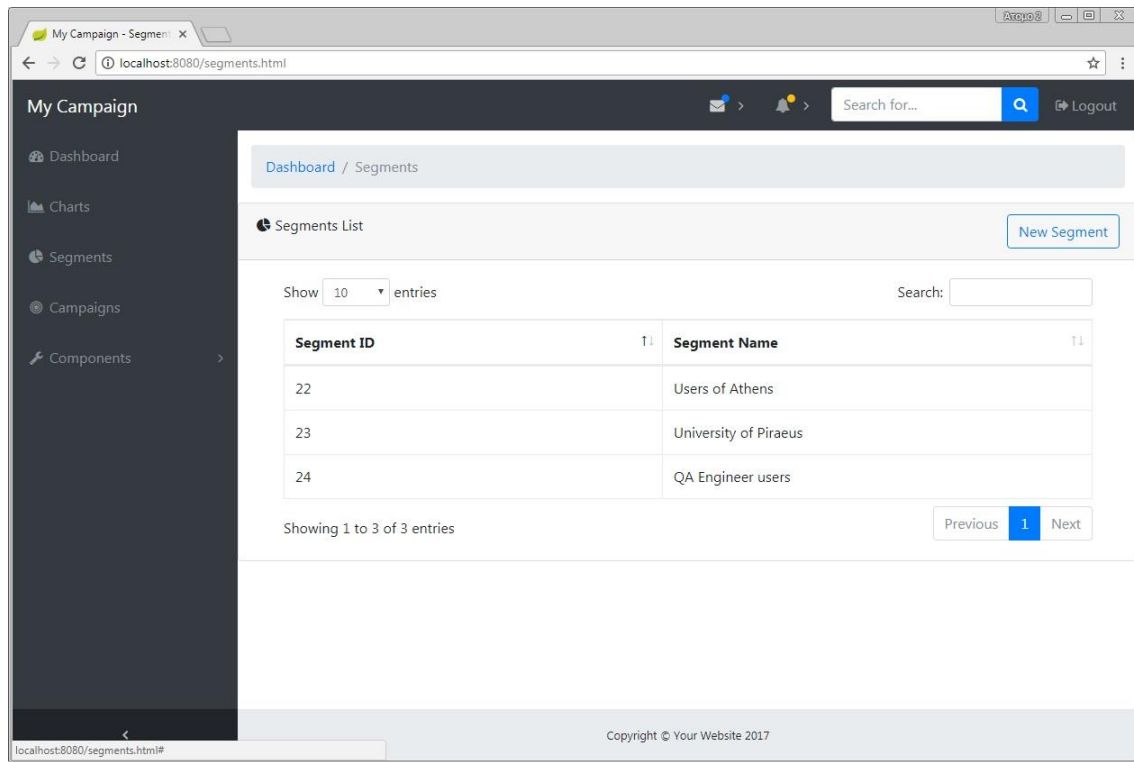 My Campaign - Segmen
Άτομο 2
localhost:8080/segments.html
My Campaign
Search for...
Logout
Dashboard
Charts
Segments
Campaigns
Components
Dashboard / Segments
Segments List
New Segment
Show 10 entries
Search:
Segment ID Segment Name
22 Users of Athens
23 University of Piraeus
24 QA Engineer users
Showing 1 to 3 of 3 entries
Previous 1 Next
Copyright © Your Website 2017
localhost:8080/segments.html#